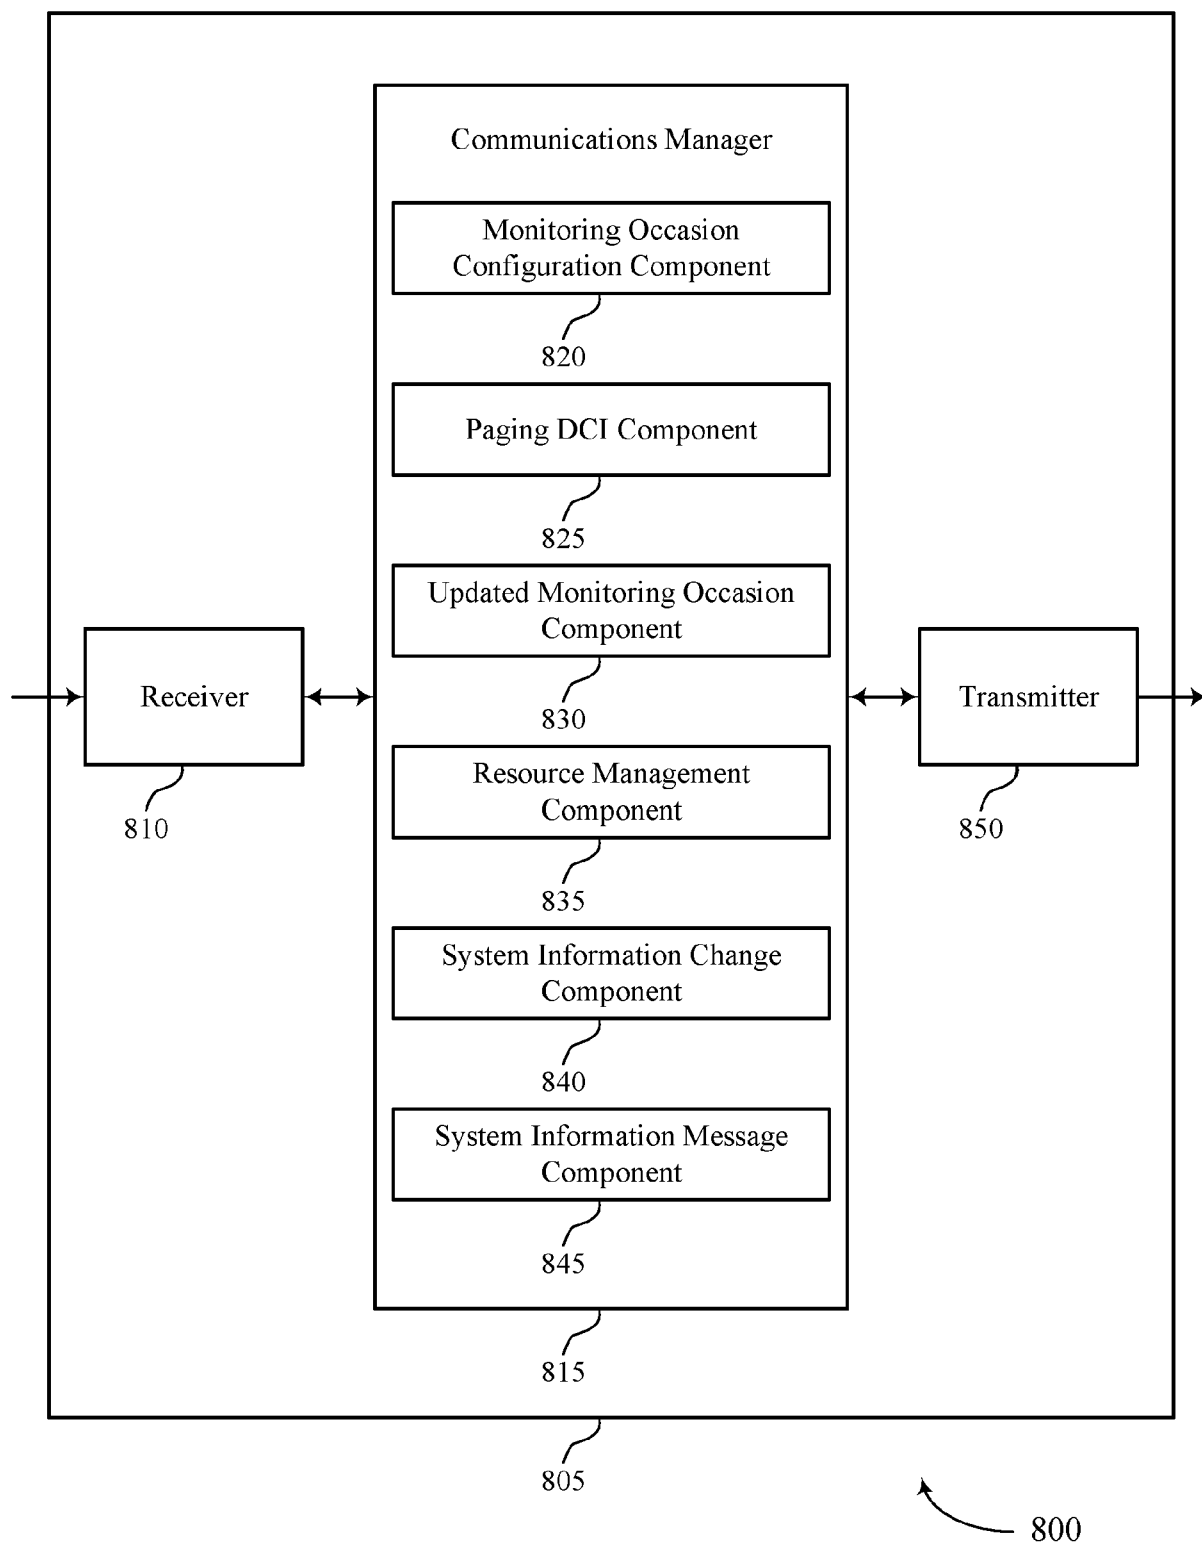 Communications Manager
Monitoring Occasion
Configuration Component
820
Paging DCI Component
825
Updated Monitoring Occasion
Component
830
Receiver
810
Transmitter
850
Resource Management
Component
835
System Information Change
Component
840
System Information Message
Component
845
815
805
800